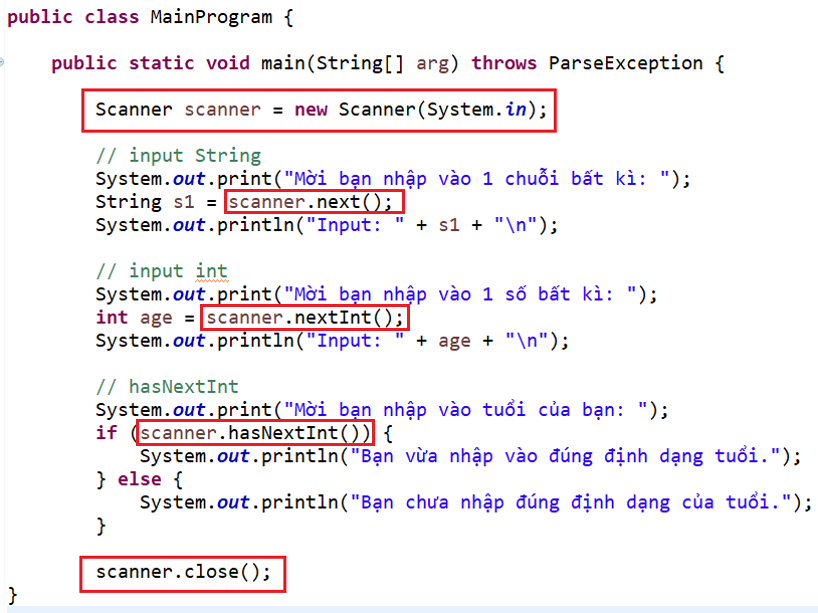 public class MainProgram {
public static void main(String[] arg) throws ParseException {
Scanner scanner = new Scanner(System.in);
// input String
System.out.print("Mời bạn nhập vào 1 chuỗi bất kì: ");
String s1 = scanner.next();
System.out.println("Input: " + s1 + "\n");
// input int
System.out.print("Mời bạn nhập vào 1 số bất kì: ");
int age = scanner.nextInt();
System.out.println("Input: " + age + "\n");
// hasNextInt
System.out.print("Mời bạn nhập vào tuổi của bạn: ");
if (scanner.hasNextInt()) {
System.out.println("Bạn vừa nhập vào đúng định dạng tuổi.");
} else {
System.out.println("Bạn chưa nhập đúng định dạng của tuổi.");
}
scanner.close();
}